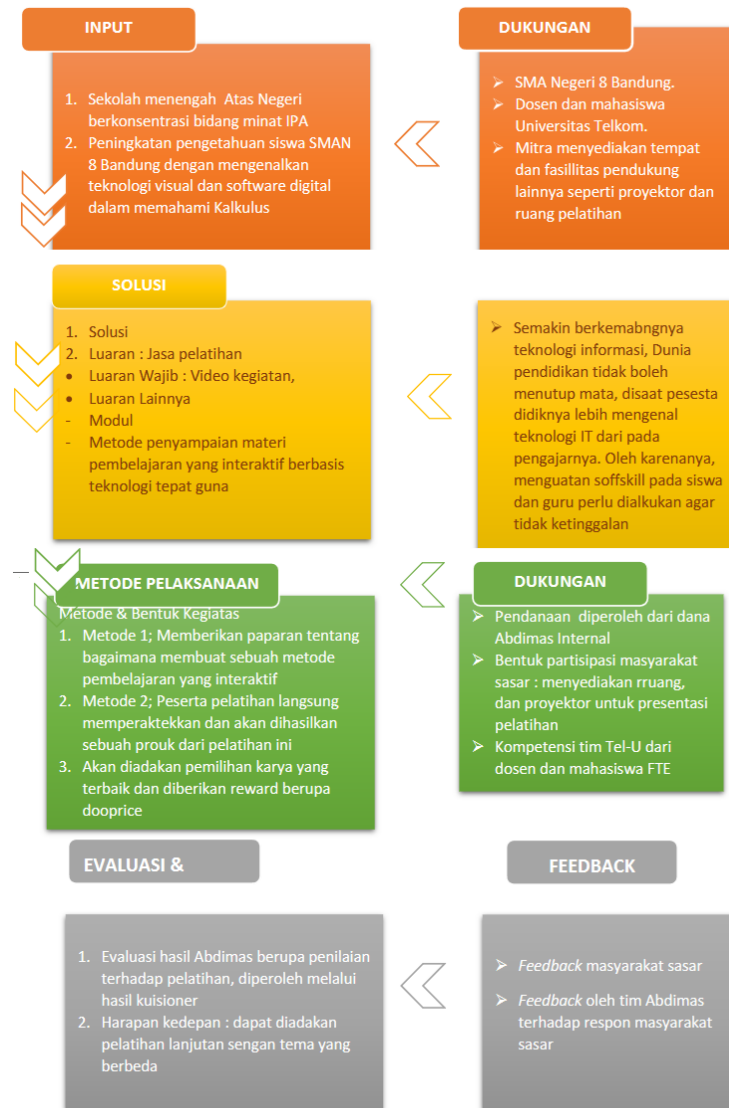 INPUT
1. Sekolah menengah Atas Negeri
berkonsentrasi bidang minat IPA
2. Peningkatan pengetahuan siswa SMAN
8 Bandung dengan mengenalkan
teknologi visual dan software digital
dalam memahami Kalkulus
DUKUNGAN
➢ SMA Negeri 8 Bandung.
➢ Dosen dan mahasiswa
Universitas Telkom.
➢ Mitra menyediakan tempat
dan fasillitas pendukung
lainnya seperti proyektor dan
ruang pelatihan
SOLUSI
1. Solusi
2. Luaran : Jasa pelatihan
• Luaran Wajib : Video kegiatan,
• Luaran Lainnya
- Modul
- Metode penyampaian materi
pembelajaran yang interaktif berbasis
teknologi tepat guna
➢ Semakin berkemabngnya
teknologi informasi, Dunia
pendidikan tidak boleh
menutup mata, disaat pesesta
didiknya lebih mengenal
teknologi IT dari pada
pengajarnya. Oleh karenanya,
menguatan soffskill pada siswa
dan guru perlu dialkukan agar
tidak ketinggalan
METODE PELAKSANAAN
Metode & Bentuk Kegiatas
1. Metode 1; Memberikan paparan tentang
bagaimana membuat sebuah metode
pembelajaran yang interaktif
2. Metode 2; Peserta pelatihan langsung
memperaktekkan dan akan dihasilkan
sebuah prouk dari pelatihan ini
3. Akan diadakan pemilihan karya yang
terbaik dan diberikan reward berupa
dooprice
DUKUNGAN
➢ Pendanaan diperoleh dari dana
Abdimas Internal
➢ Bentuk partisipasi masyarakat
sasar : menyediakan rruang,
dan proyektor untuk presentasi
pelatihan
➢ Kompetensi tim Tel-U dari
dosen dan mahasiswa FTE
EVALUASI &
1. Evaluasi hasil Abdimas berupa penilaian
terhadap pelatihan, diperoleh melalui
hasil kuisioner
2. Harapan kedepan : dapat diadakan
pelatihan lanjutan sengan tema yang
berbeda
FEEDBACK
➢ Feedback masyarakat sasar
➢ Feedback oleh tim Abdimas
terhadap respon masyarakat
sasar